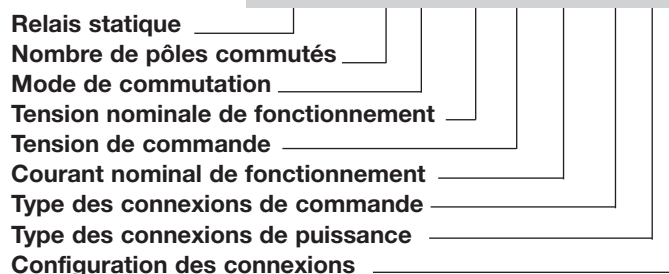 Relais statique
Nombre de pôles commutés
Mode de commutation
Tension nominale de fonctionnement
Tension de commande
Courant nominal de fonctionnement
Type des connexions de commande
Type des connexions de puissance
Configuration des connexions